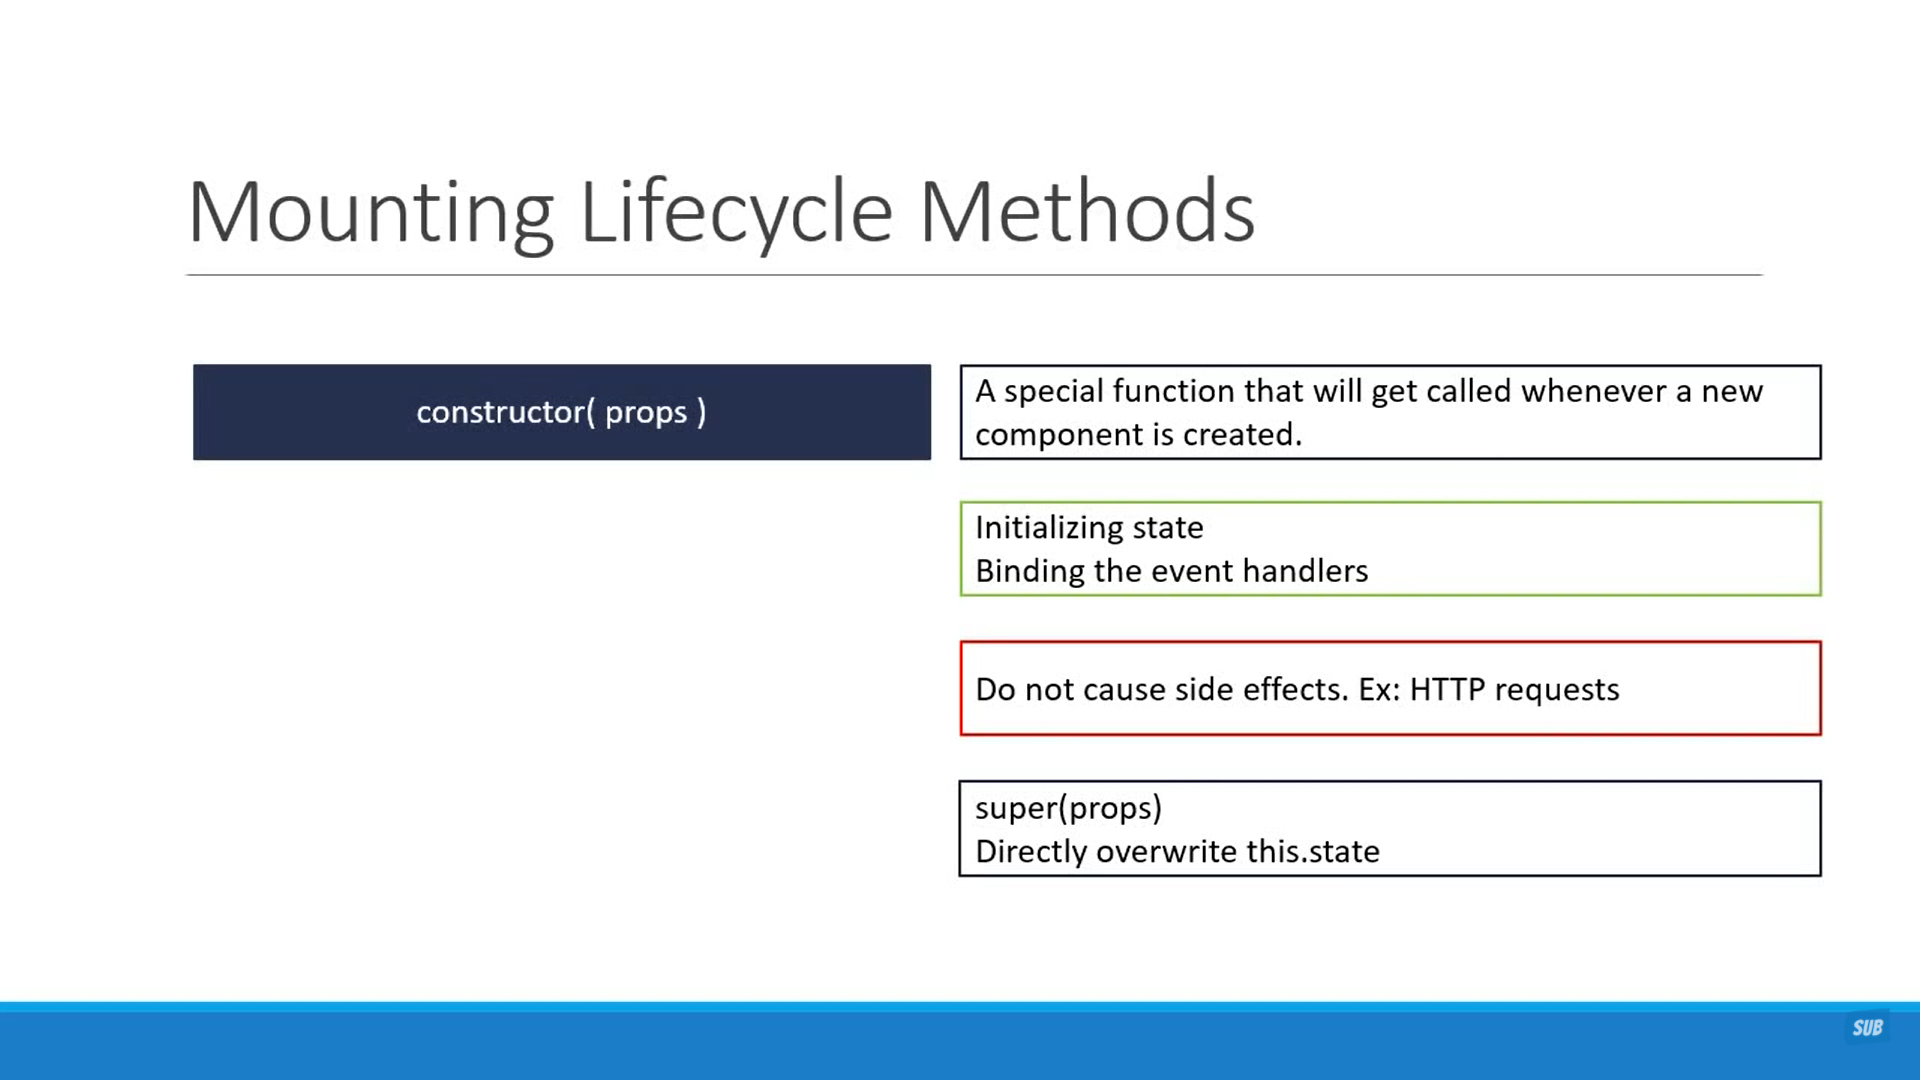 Mounting Lifecycle Methods
constructor( props )
A special function that will get called whenever a new
component is created.
Initializing state
Binding the event handlers
Do not cause side effects. Ex: HTTP requests
super(props)
Directly overwrite this.state
SUB